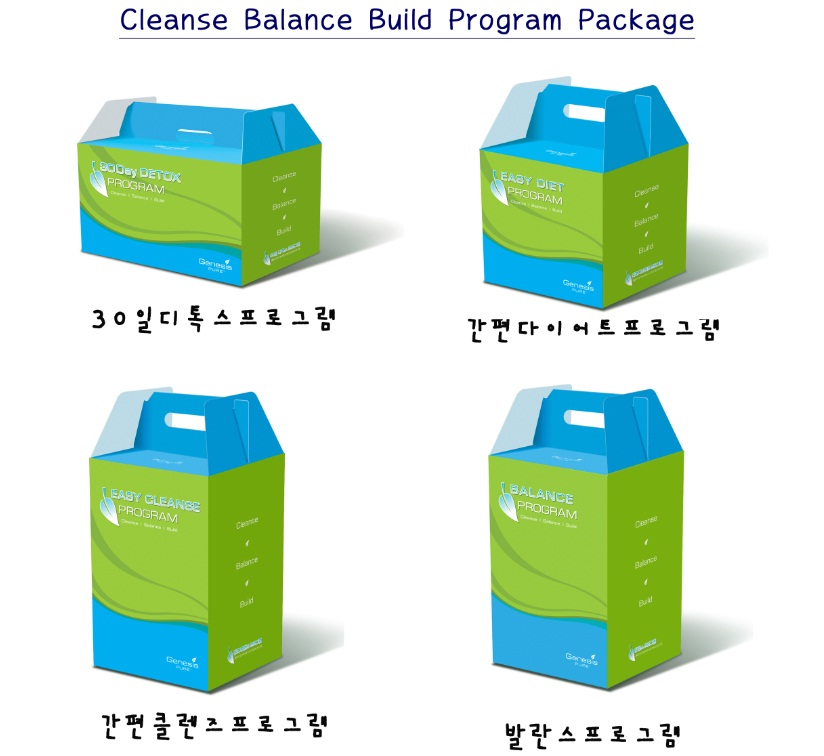 Cleanse Balance Build Program Package
30Day DETOX
PROGRAM
Cleanse / Balance / Build
Cleanse
Balance
Build
Genesis
PURE
30일디톡스프로그램
EASY DIET
PROGRAM
Cleanse / Balance / Build
Cleanse
Balance
Build
Genesis
PURE
간편다이어트프로그램
EASY CLEANSE
PROGRAM
Cleanse / Balance / Build
Cleanse
Balance
Build
Genesis
PURE
간편클렌즈프로그램
BALANCE
PROGRAM
Cleanse / Balance / Build
Cleanse
Balance
Build
Genesis
PURE
발란스프로그램